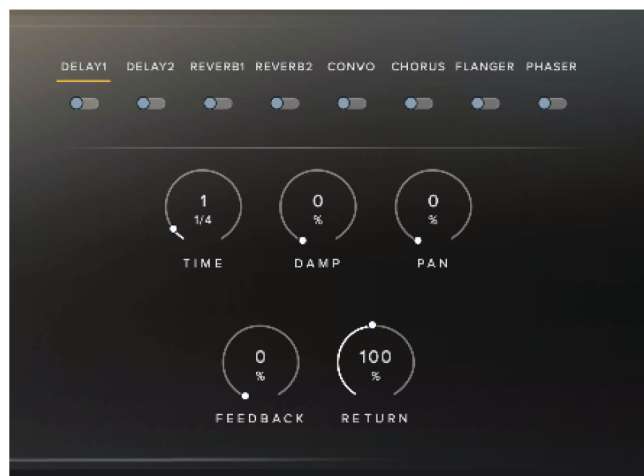 DELAY1 DELAY2 REVERB1 REVERB2 CONVO CHORUS FLANGER PHASER
1 0 0
1/4 % %
TIME DAMP PAN
0 100
% %
FEEDBACK RETURN